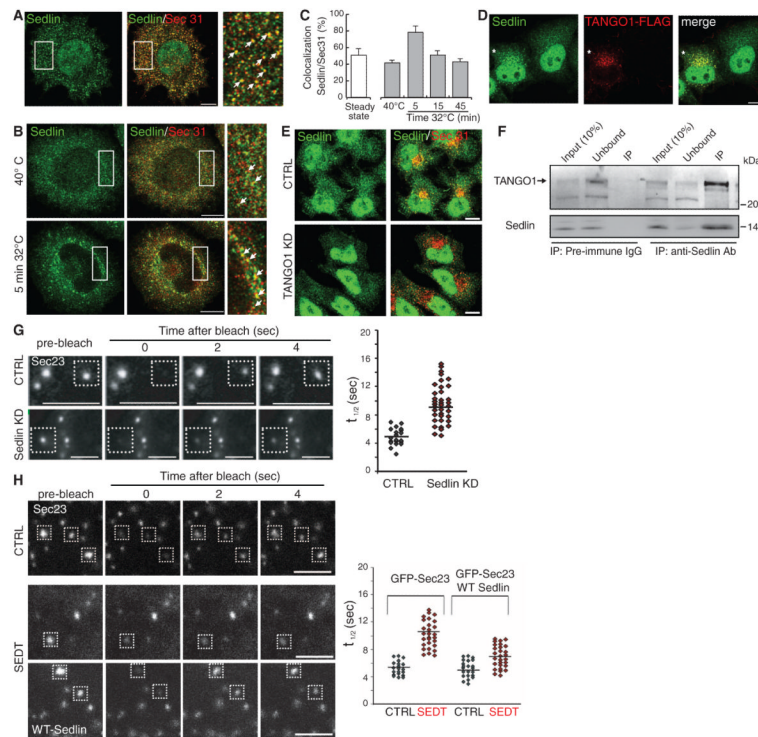 A
Sedlin
Sedlin/Sec 31
B
Sedlin
Sedlin/Sec 31
40° C
5 min 32°C
C
Colocalization
Sedlin/Sec31 (%)
100
80
60
40
20
0
Steady
state
40°C 5 15 45
Time 32°C (min)
D
Sedlin
TANGO1-FLAG
merge
*
*
*
E
Sedlin
Sedlin/Sec 31
CTRL
TANGO1 KD
F
Input (10%)
Unbound
IP
Input (10%)
Unbound
IP
kDa
TANGO1
20
Sedlin
14
IP: Pre-immune IgG
IP: anti-Sedlin Ab
G
Time after bleach (sec)
pre-bleach 0 2 4
Sec23
CTRL
Sedlin KD
t 1/2 (sec)
20
16
12
8
4
0
CTRL Sedlin KD
H
Time after bleach (sec)
pre-bleach 0 2 4
Sec23
CTRL
SEDT
WT-Sedlin
GFP-Sec23
GFP-Sec23
WT Sedlin
t 1/2 (sec)
20
16
12
8
4
0
CTRL SEDT CTRL SEDT